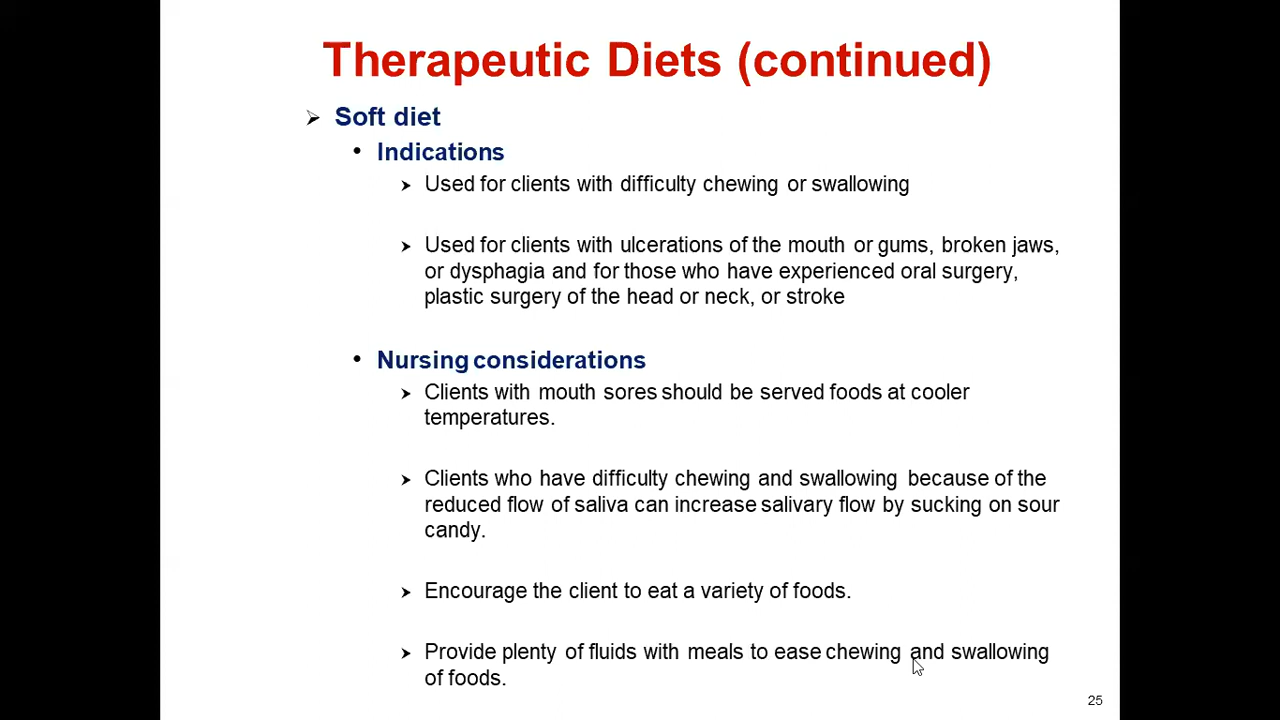 Therapeutic Diets (continued)
Soft diet
Indications
Used for clients with difficulty chewing or swallowing
Used for clients with ulcerations of the mouth or gums, broken jaws,
or dysphagia and for those who have experienced oral surgery,
plastic surgery of the head or neck, or stroke
Nursing considerations
Clients with mouth sores should be served foods at cooler
temperatures.
Clients who have difficulty chewing and swallowing because of the
reduced flow of saliva can increase salivary flow by sucking on sour
candy.
Encourage the client to eat a variety of foods.
Provide plenty of fluids with meals to ease chewing and swallowing
of foods.
25